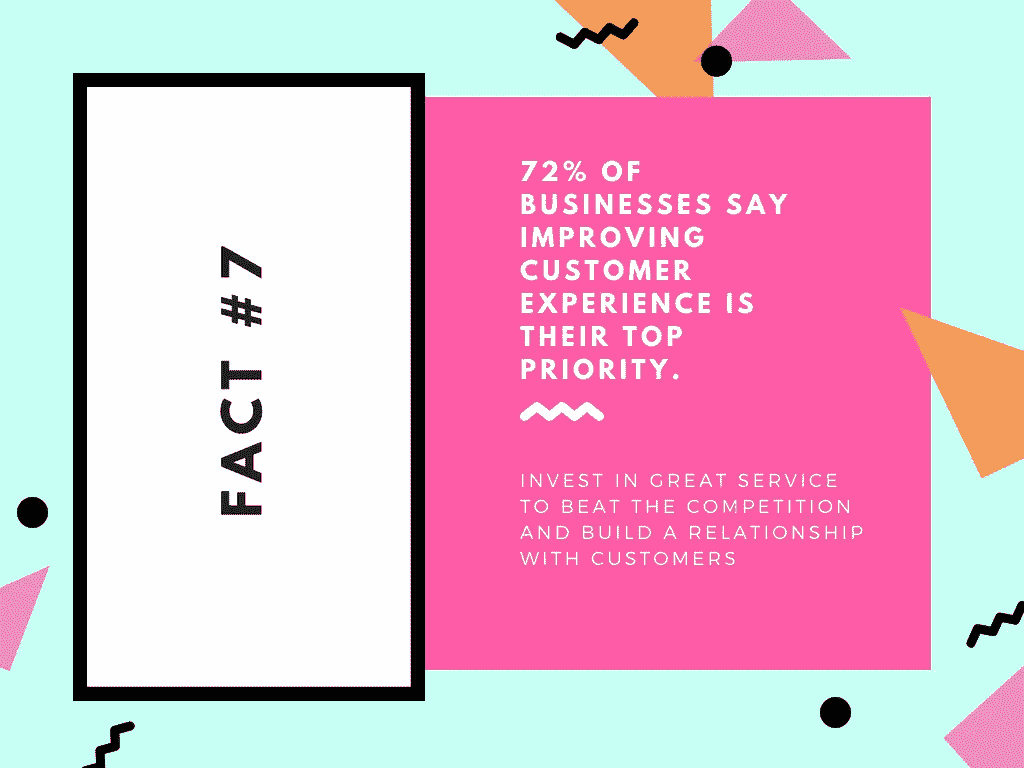 FACT #7
72% OF
BUSINESSES SAY
IMPROVING
CUSTOMER
EXPERIENCE IS
THEIR TOP
PRIORITY.
INVEST IN GREAT SERVICE
TO BEAT THE COMPETITION
AND BUILD A RELATIONSHIP
WITH CUSTOMERS